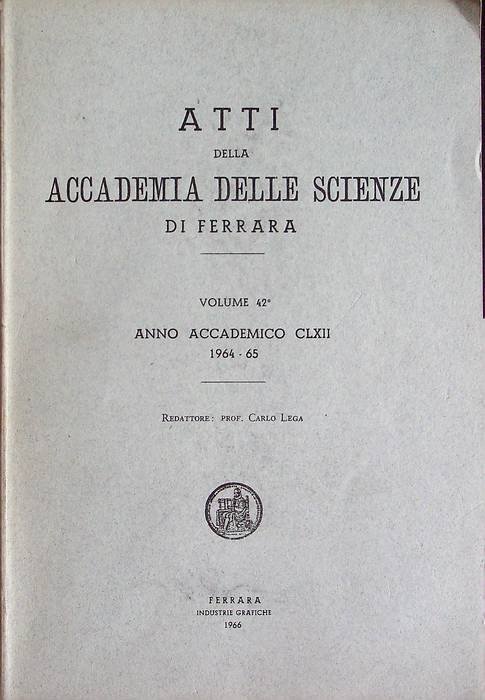 ATTI
DELLA
ACCADEMIA DELLE SCIENZE
DI FERRARA
VOLUME 42°
ANNO ACCADEMICO CLXII
1964 - 65
REDATTORE: PROF. CARLO LEGA
FERRARA
INDUSTRIE GRAFICHE
1966